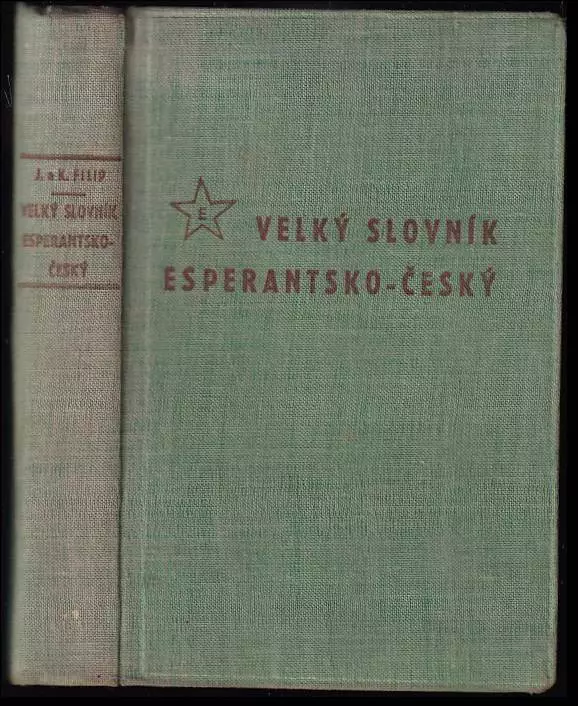 J. a K. FILIP
VELKÝ SLOVNÍK
ESPERANTSKO-
ČESKÝ
E
VELKÝ SLOVNÍK
ESPERANTSKO-ČESKÝ